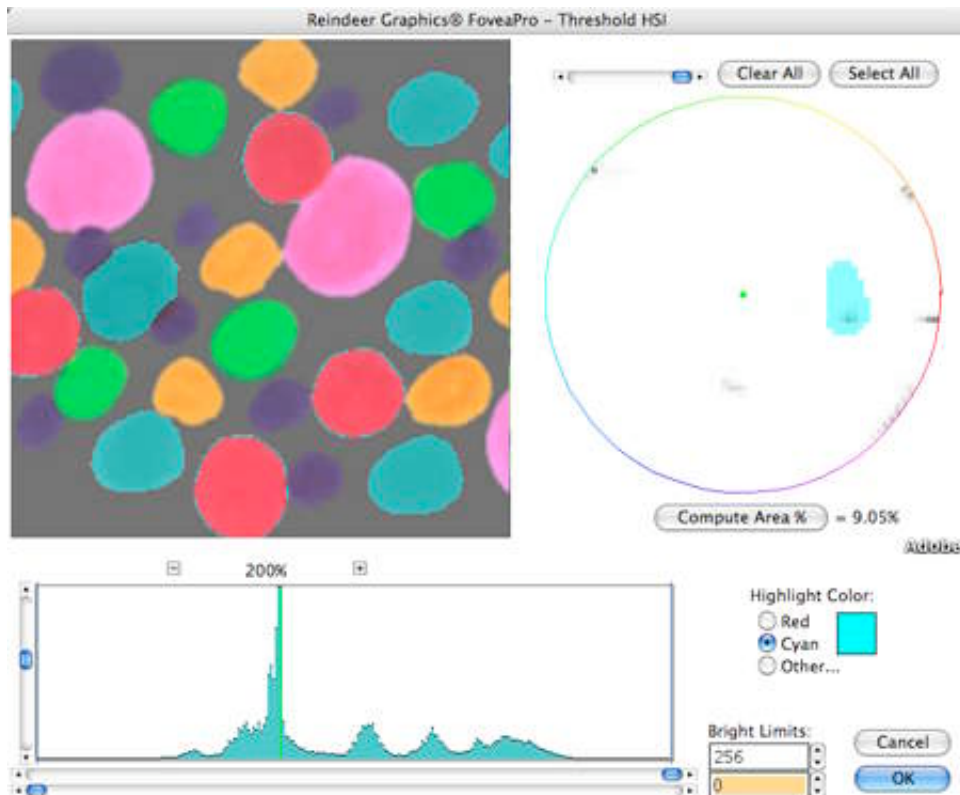 Reindeer Graphics® FoveaPro – Threshold HSI
Clear All
Select All
Compute Area % = 9.05%
Adobe
200%
Highlight Color:
Red
Cyan
Other...
Bright Limits:
256
0
Cancel
OK